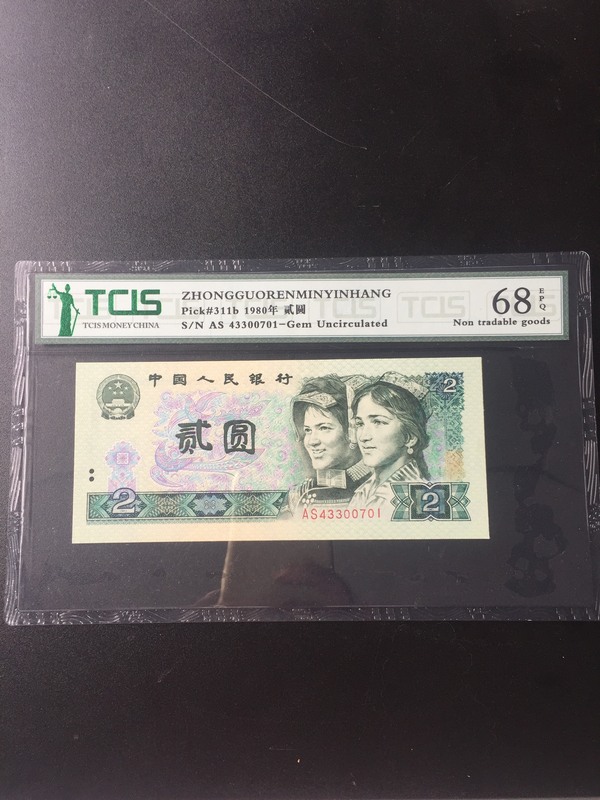 TCIS
TCIS MONEY CHINA
ZHONGGUORENMINYINHANG
Pick#311b 1980年 贰圆
S/N AS 43300701-Gem Uncirculated
68 EPQ
Non tradable goods
中国人民银行
2
贰圆
2
2
AS43300701